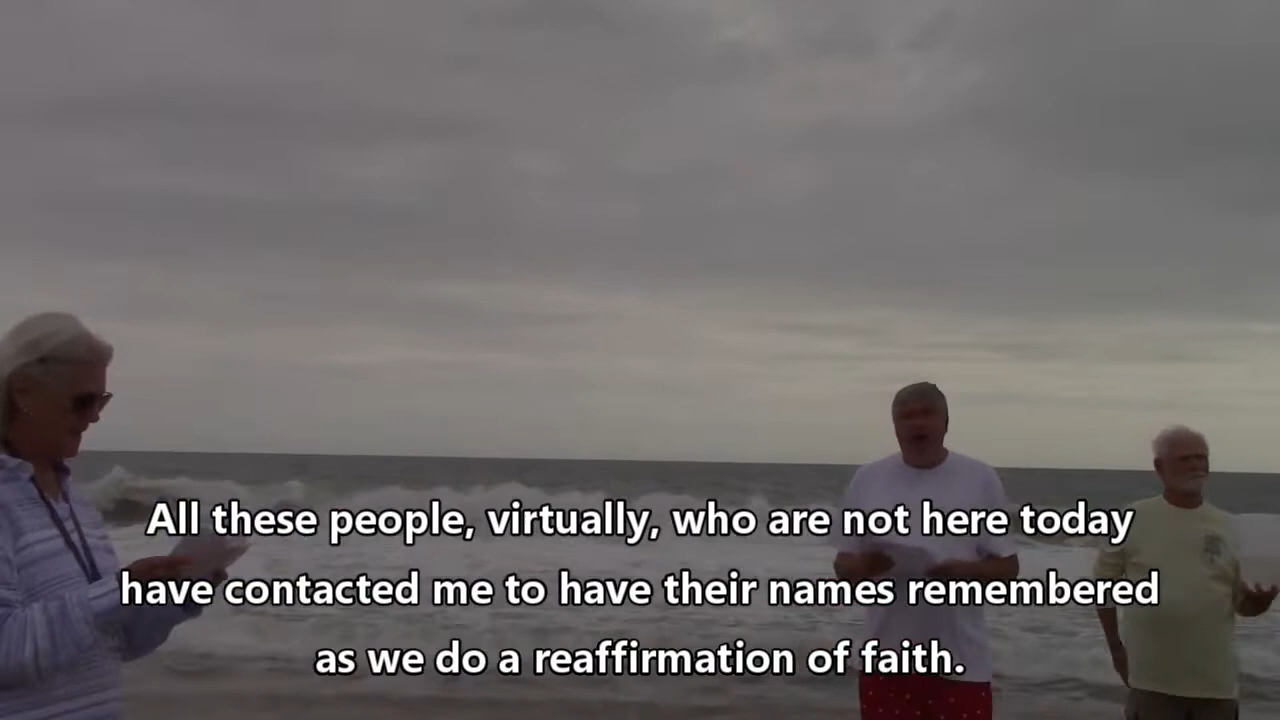 All these people, virtually, who are not here today
have contacted me to have their names remembered
as we do a reaffirmation of faith.